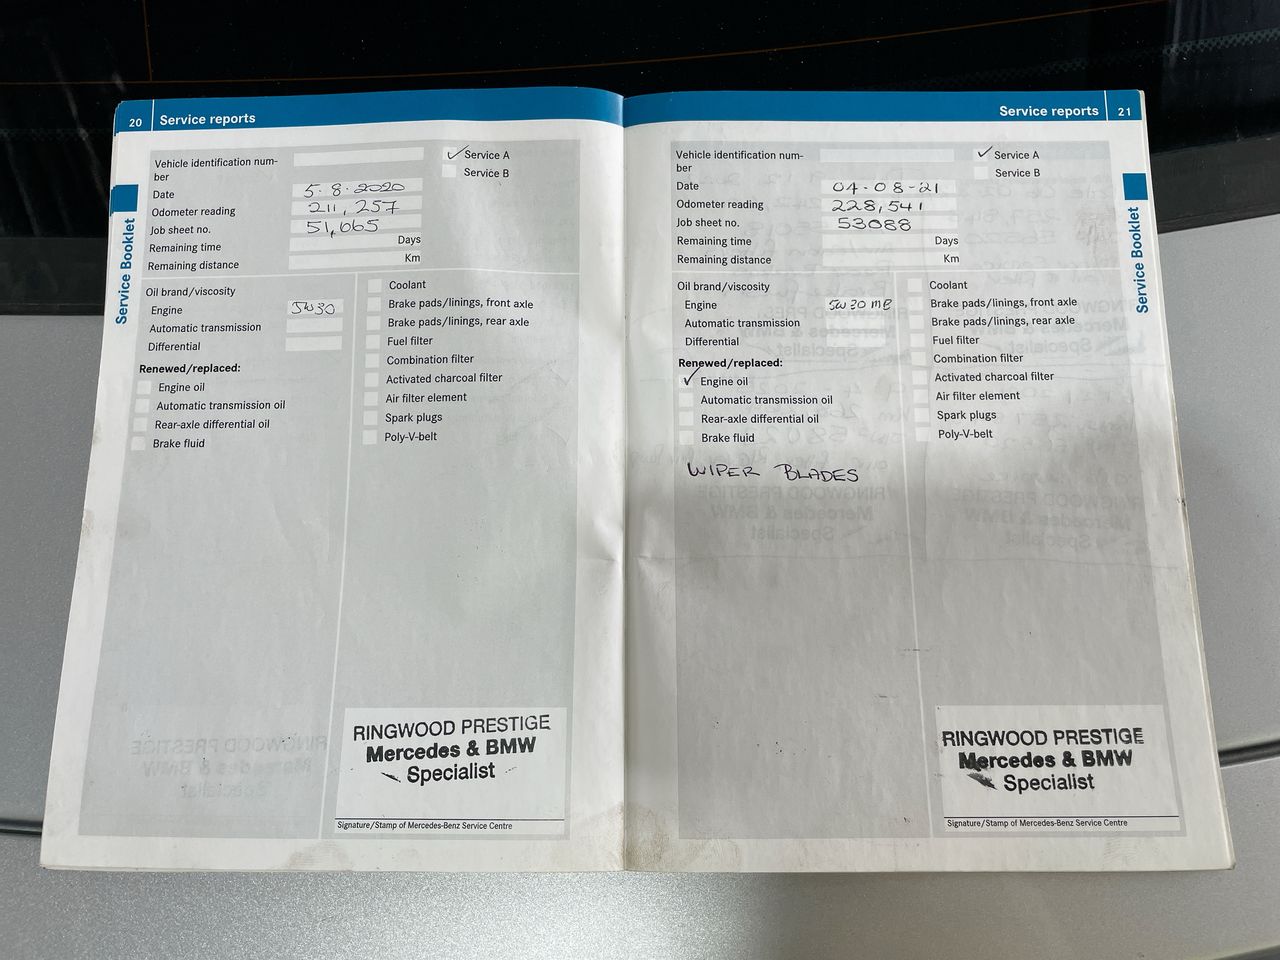 20 Service reports
Service Booklet
Vehicle identification num-
ber
Service A
Service B
Date 5·8·2020
Odometer reading 211,257
Job sheet no. 51,065
Remaining time Days
Remaining distance Km
Oil brand/viscosity
Engine 5W30
Automatic transmission
Differential
Renewed/replaced:
Engine oil
Automatic transmission oil
Rear-axle differential oil
Brake fluid
Coolant
Brake pads/linings, front axle
Brake pads/linings, rear axle
Fuel filter
Combination filter
Activated charcoal filter
Air filter element
Spark plugs
Poly-V-belt
RINGWOOD PRESTIGE
Mercedes & BMW
Specialist
Signature/Stamp of Mercedes-Benz Service Centre
Service reports 21
Service Booklet
Vehicle identification num-
ber
Service A
Service B
Date 04-08-21
Odometer reading 228,541
Job sheet no. 53088
Remaining time Days
Remaining distance Km
Oil brand/viscosity
Engine 5W30 MB
Automatic transmission
Differential
Renewed/replaced:
Engine oil
Automatic transmission oil
Rear-axle differential oil
Brake fluid
WIPER BLADES
Coolant
Brake pads/linings, front axle
Brake pads/linings, rear axle
Fuel filter
Combination filter
Activated charcoal filter
Air filter element
Spark plugs
Poly-V-belt
RINGWOOD PRESTIGE
Mercedes & BMW
Specialist
Signature/Stamp of Mercedes-Benz Service Centre